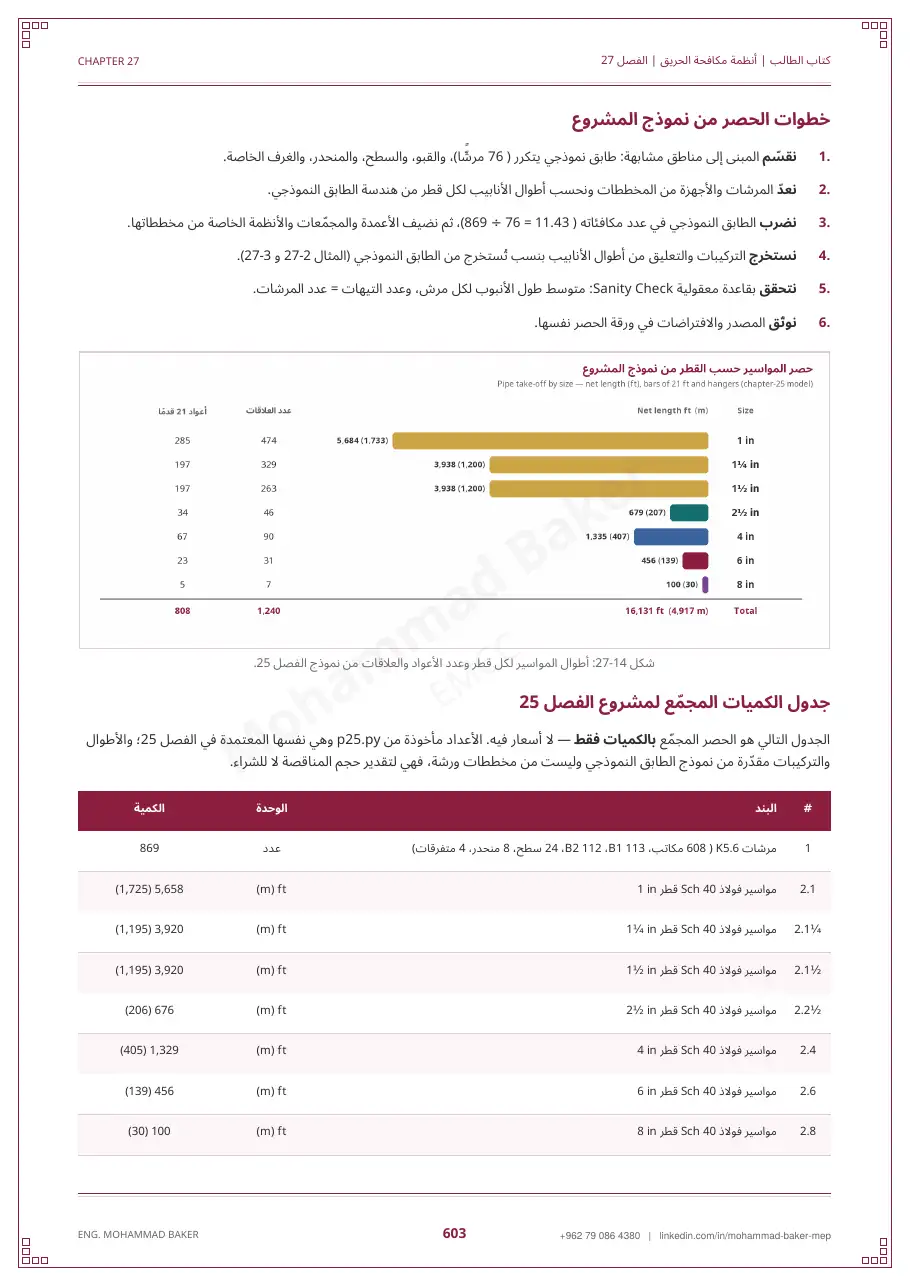 كتاب الطالب | أنظمة مكافحة الحريق | الفصل 27
CHAPTER 27
خطوات الحصر من نموذج المشروع
1. نقسّم المبنى إلى مناطق مشابهة: طابق نموذجي يتكرر ( 76 مرشًّا)، والقبو، والسطح، والمنحدر، والغرف الخاصة.
2. نعدّ المرشات والأجهزة من المخططات ونحسب أطوال الأنابيب لكل قطر من هندسة الطابق النموذجي.
3. نضرب الطابق النموذجي في عدد مكافئاته ( 11.43 = 76 ÷ 869)، ثم نضيف الأعمدة والمجمّعات والأنظمة الخاصة من مخططاتها.
4. نستخرج التركيبات والتعليق من أطوال الأنابيب بنسب تُستخرج من الطابق النموذجي (المثال 2-27 و 3-27).
5. نتحقق بقاعدة معقولية Sanity Check: متوسط طول الأنبوب لكل مرش، وعدد التيهات = عدد المرشات.
6. نوثق المصدر والافتراضات في ورقة الحصر نفسها.
حصر المواسير حسب القطر من نموذج المشروع
Pipe take-off by size — net length (ft), bars of 21 ft and hangers (chapter-25 model)
أعواد 21 قدمًا عدد العلاقات Net length ft (m) Size
285 474 5,684 (1,733) 1 in
197 329 3,938 (1,200) 1¼ in
197 263 3,938 (1,200) 1½ in
34 46 679 (207) 2½ in
67 90 1,335 (407) 4 in
23 31 456 (139) 6 in
5 7 100 (30) 8 in
808 1,240 16,131 ft (4,917 m) Total
Mohammad Baker
EMCC
شكل 14-27: أطوال المواسير لكل قطر وعدد الأعواد والعلاقات من نموذج الفصل 25.
جدول الكميات المجمّع لمشروع الفصل 25
الجدول التالي هو الحصر المجمّع بالكميات فقط — لا أسعار فيه. الأعداد مأخوذة من p25.py وهي نفسها المعتمدة في الفصل 25؛ والأطوال
والتركيبات مقدّرة من نموذج الطابق النموذجي وليست من مخططات ورشة، فهي لتقدير حجم المناقصة لا للشراء.
# البند الوحدة الكمية
1 مرشات K5.6 ( 608 مكاتب، B1 113، B2 112، 24 سطح، 8 منحدر، 4 متفرقات) عدد 869
2.1 مواسير فولاذ Sch 40 قطر 1 in ft (m) 5,658 (1,725)
2.1¼ مواسير فولاذ Sch 40 قطر 1¼ in ft (m) 3,920 (1,195)
2.1½ مواسير فولاذ Sch 40 قطر 1½ in ft (m) 3,920 (1,195)
2.2½ مواسير فولاذ Sch 40 قطر 2½ in ft (m) 676 (206)
2.4 مواسير فولاذ Sch 40 قطر 4 in ft (m) 1,329 (405)
2.6 مواسير فولاذ Sch 40 قطر 6 in ft (m) 456 (139)
2.8 مواسير فولاذ Sch 40 قطر 8 in ft (m) 100 (30)
ENG. MOHAMMAD BAKER 603 +962 79 086 4380 | linkedin.com/in/mohammad-baker-mep